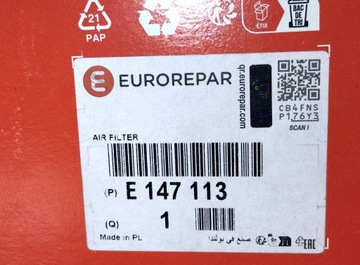 21
PAP
BAC
DE
TRI
EUROREPAR
qr.eurorepar.com
CB4FNS
P176Y3
SCAN !
AIR FILTER
(P) E 147 113
(Q) 1
Made in PL
صنع في بولندا